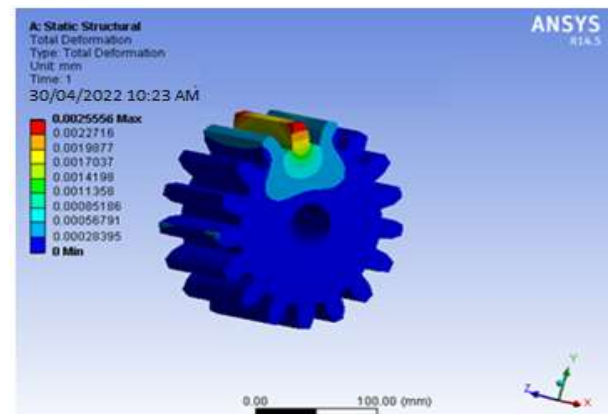 A: Static Structural
Total Deformation
Type: Total Deformation
Unit: mm
Time: 1
30/04/2022 10:23 AM
0.0025556 Max
0.0022716
0.0019877
0.0017037
0.0014198
0.0011358
0.00085186
0.00056791
0.00028395
0 Min
ANSYS
R14.5
0.00 100.00 (mm)
Y
Z X